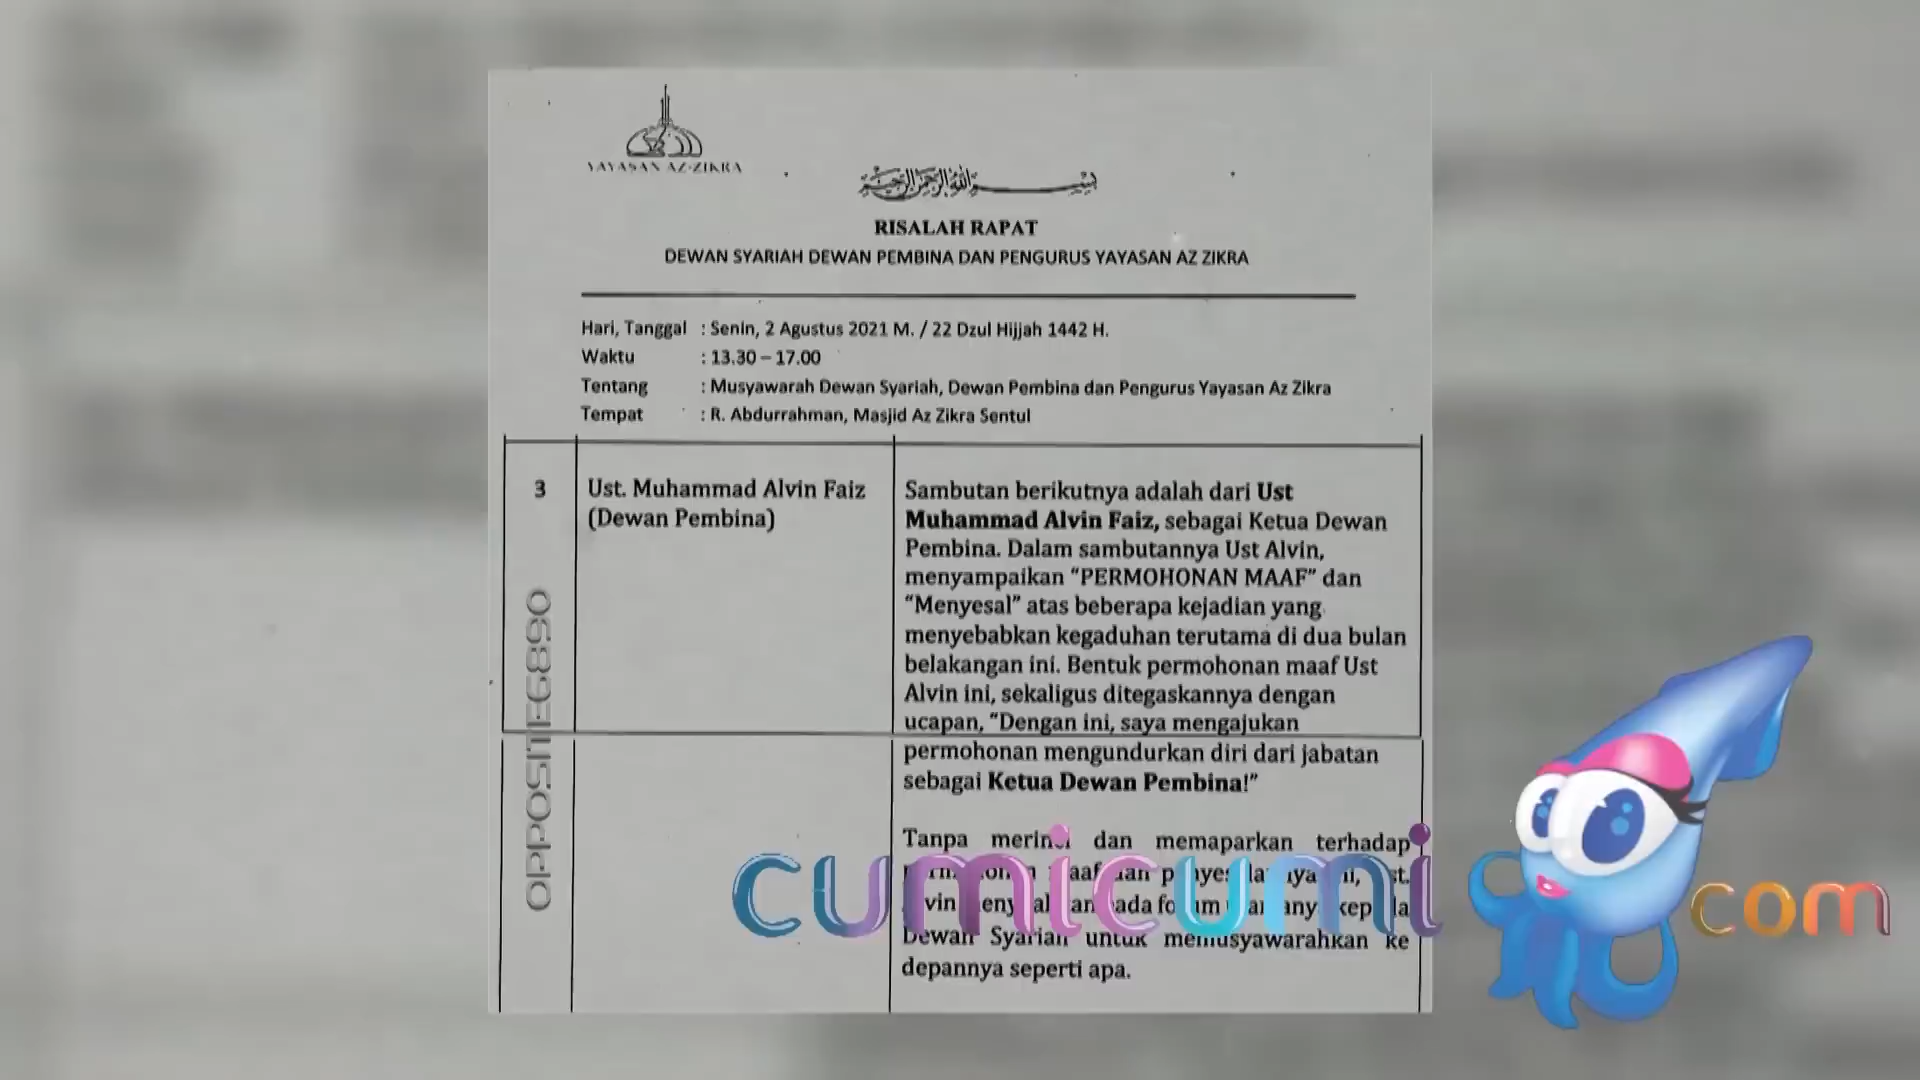 YAYASAN AZ-ZIKRA
RISALAH RAPAT
DEWAN SYARIAH DEWAN PEMBINA DAN PENGURUS YAYASAN AZ ZIKRA
Hari, Tanggal : Senin, 2 Agustus 2021 M. / 22 Dzul Hijjah 1442 H.
Waktu : 13.30 – 17.00
Tentang : Musyawarah Dewan Syariah, Dewan Pembina dan Pengurus Yayasan Az Zikra
Tempat : R. Abdurrahman, Masjid Az Zikra Sentul
3
Ust. Muhammad Alvin Faiz
(Dewan Pembina)
Sambutan berikutnya adalah dari Ust
Muhammad Alvin Faiz, sebagai Ketua Dewan
Pembina. Dalam sambutannya Ust Alvin,
menyampaikan “PERMOHONAN MAAF” dan
“Menyesal” atas beberapa kejadian yang
menyebabkan kegaduhan terutama di dua bulan
belakangan ini. Bentuk permohonan maaf Ust
Alvin ini, sekaligus ditegaskannya dengan
ucapan, “Dengan ini, saya mengajukan
permohonan mengundurkan diri dari jabatan
sebagai Ketua Dewan Pembina!”
Tanpa dan memaparkan terhadap
Dewan Syariah untuk memusyawarahkan ke
depannya seperti apa.
cumicumi com